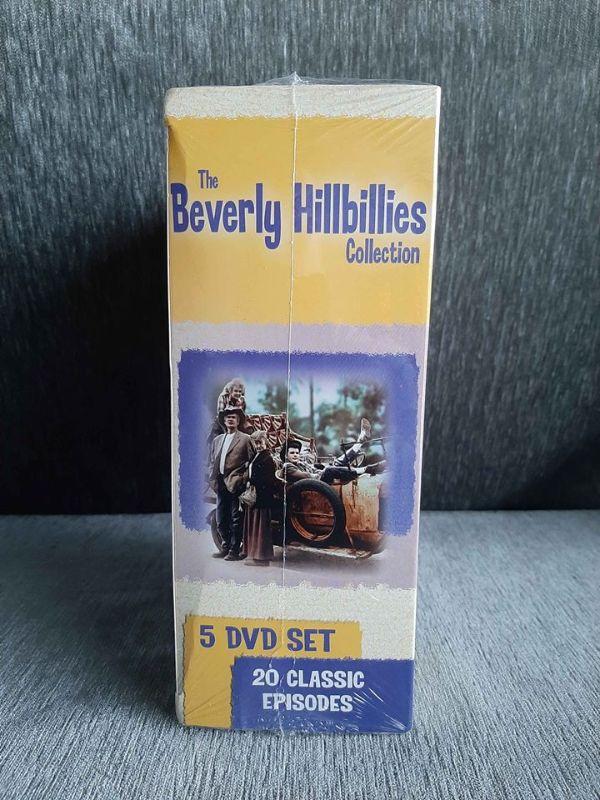 The
Beverly Hillbillies
Collection
5 DVD SET
20 CLASSIC
EPISODES